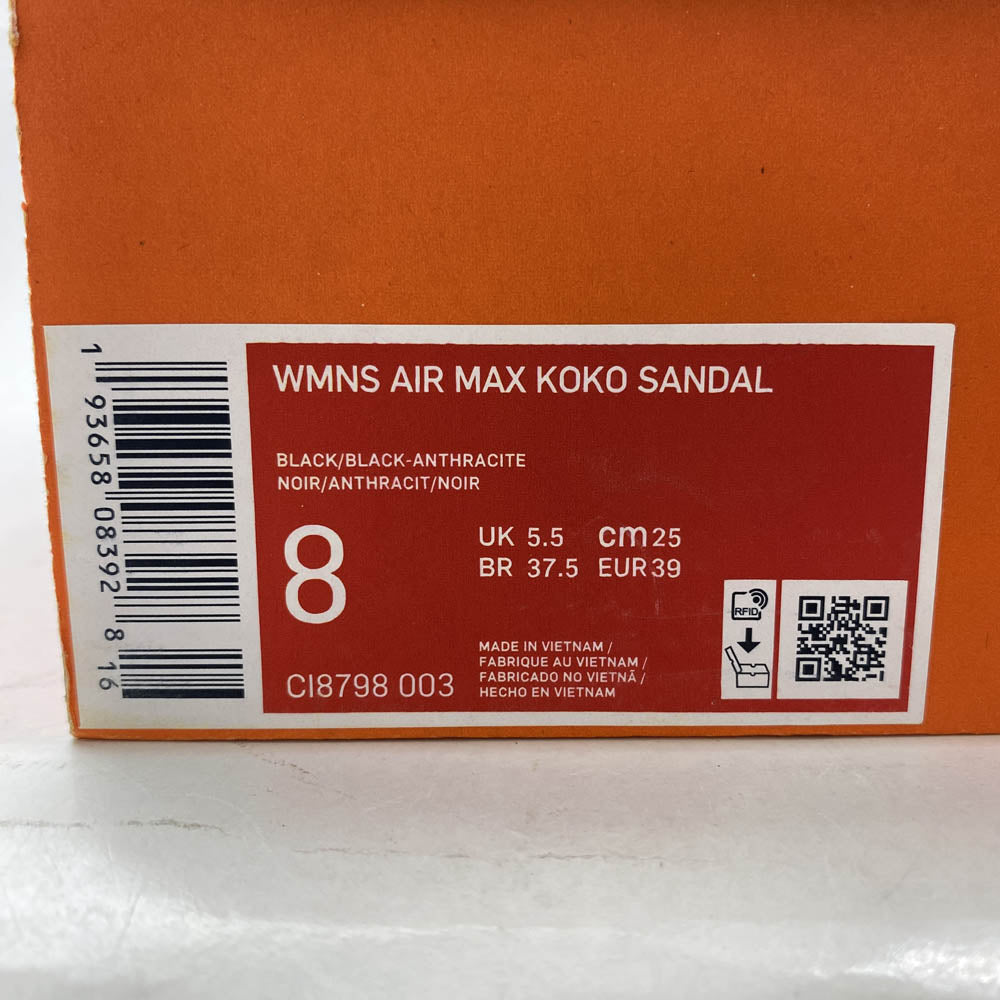 WMNS AIR MAX KOKO SANDAL
BLACK/BLACK-ANTHRACITE
NOIR/ANTHRACIT/NOIR
8
UK 5.5 cm 25
BR 37.5 EUR 39
CI8798 003
MADE IN VIETNAM /
FABRIQUE AU VIETNAM /
FABRICADO NO VIETNÃ /
HECHO EN VIETNAM
RFID
1 93658 08392 8 16